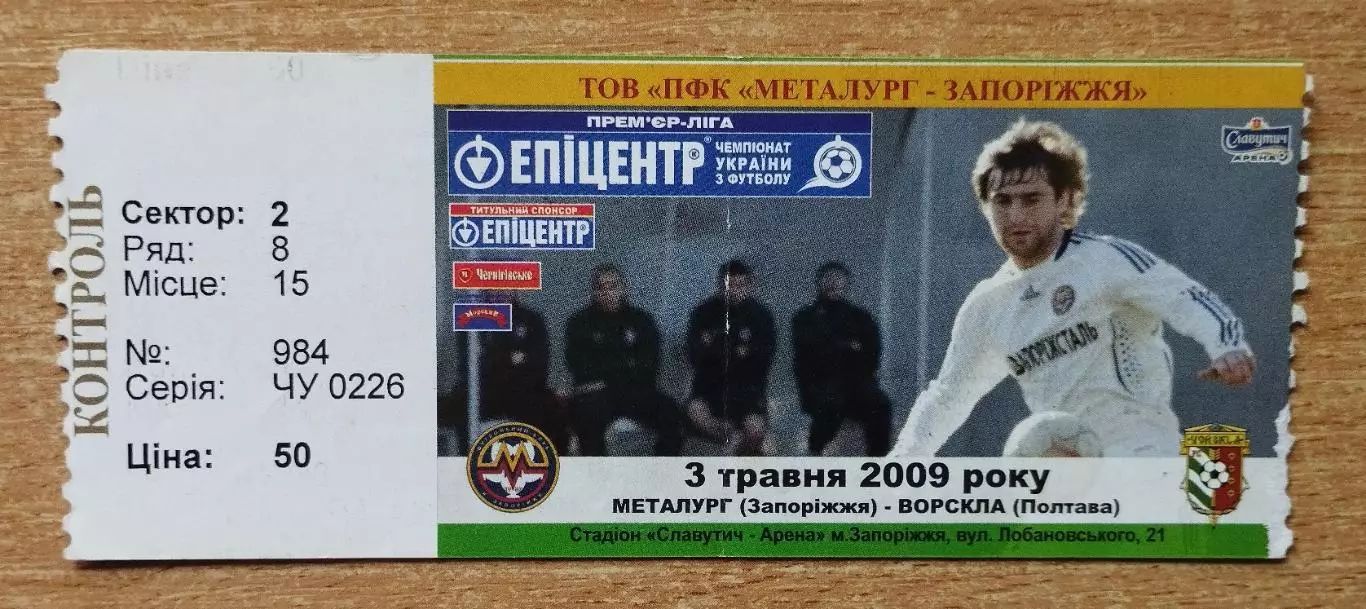 КОНТРОЛЬ
Сектор: 2
Ряд: 8
Місце: 15
№: 984
Серія: ЧУ 0226
Ціна: 50
ТОВ «ПФК «МЕТАЛУРГ - ЗАПОРІЖЖЯ»
ПРЕМ'ЄР-ЛІГА
ЕПІЦЕНТР®
ЧЕМПІОНАТ
УКРАЇНИ
З ФУТБОЛУ
Славутич
АРЕНА
ТИТУЛЬНИЙ СПОНСОР
ЕПІЦЕНТР
Чернігівське
ЗАПОРІЖСТАЛЬ
3 травня 2009 року
МЕТАЛУРГ (Запоріжжя) - ВОРСКЛА (Полтава)
Стадіон «Славутич - Арена» м.Запоріжжя, вул. Лобановського, 21